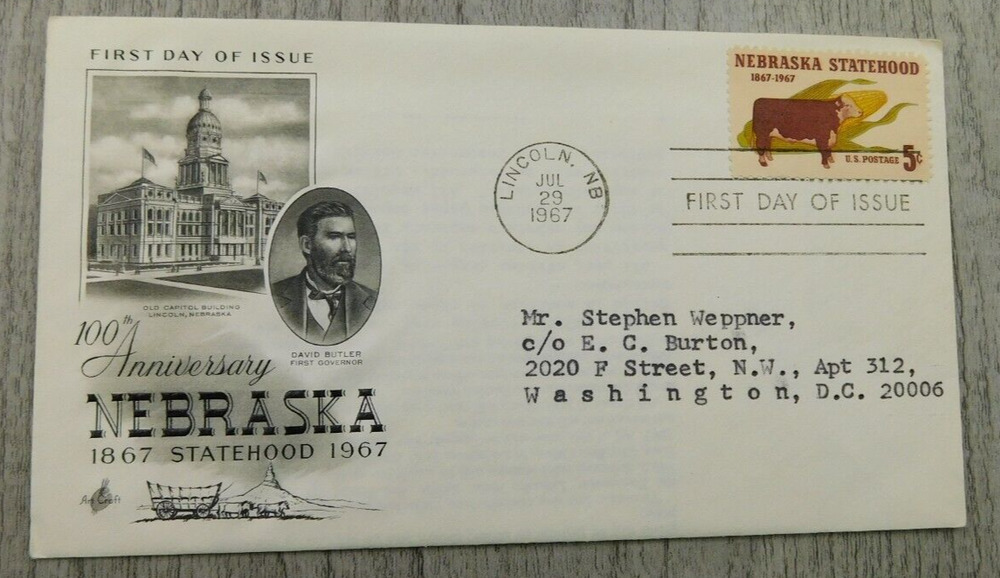 FIRST DAY OF ISSUE
OLD CAPITOL BUILDING
LINCOLN, NEBRASKA
DAVID BUTLER
FIRST GOVERNOR
100th
Anniversary
NEBRASKA
1867 STATEHOOD 1967
Art Craft
LINCOLN, NB
JUL
29
1967
NEBRASKA STATEHOOD
1867-1967
U.S. POSTAGE 5¢
FIRST DAY OF ISSUE
Mr. Stephen Weppner,
c/o E. C. Burton,
2020 F Street, N.W., Apt 312,
Washington, D.C. 20006